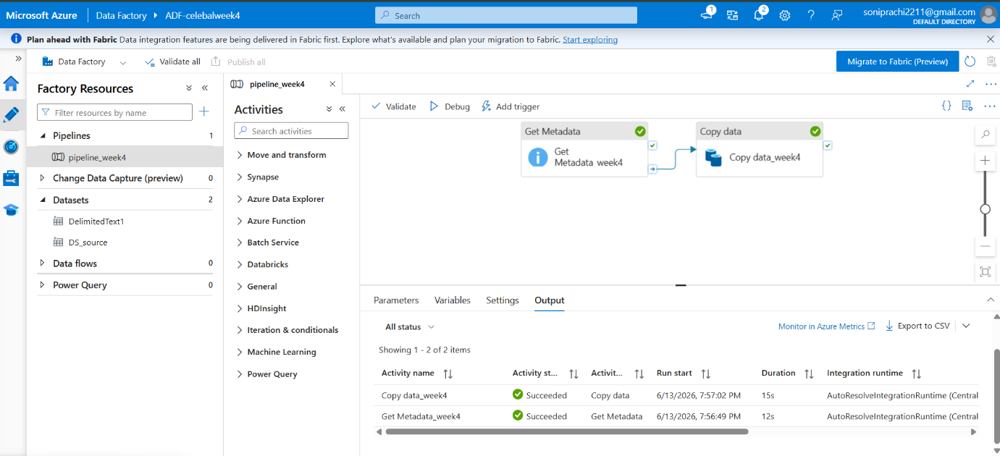 Microsoft Azure Data Factory ADF-celebalweek4 Search 1 2 soniprachi2211@gmail.com
DEFAULT DIRECTORY
Plan ahead with Fabric Data integration features are being delivered in Fabric first. Explore what's available and plan your migration to Fabric. Start exploring
Data Factory Validate all Publish all Migrate to Fabric (Preview)
Factory Resources
Filter resources by name
Pipelines 1
pipeline_week4
Change Data Capture (preview) 0
Datasets 2
DelimitedText1
DS_source
Data flows 0
Power Query 0
pipeline_week4
Activities
Search activities
Move and transform
Synapse
Azure Data Explorer
Azure Function
Batch Service
Databricks
General
HDInsight
Iteration & conditionals
Machine Learning
Power Query
Validate Debug Add trigger
Get Metadata
Get
Metadata_week4
Copy data
Copy data_week4
Parameters Variables Settings Output
All status Monitor in Azure Metrics Export to CSV
Showing 1 - 2 of 2 items
Activity name Activity st... Activit... Run start Duration Integration runtime
Copy data_week4 Succeeded Copy data 6/13/2026, 7:57:02 PM 15s AutoResolveIntegrationRuntime (Central
Get Metadata_week4 Succeeded Get Metadata 6/13/2026, 7:56:49 PM 12s AutoResolveIntegrationRuntime (Central